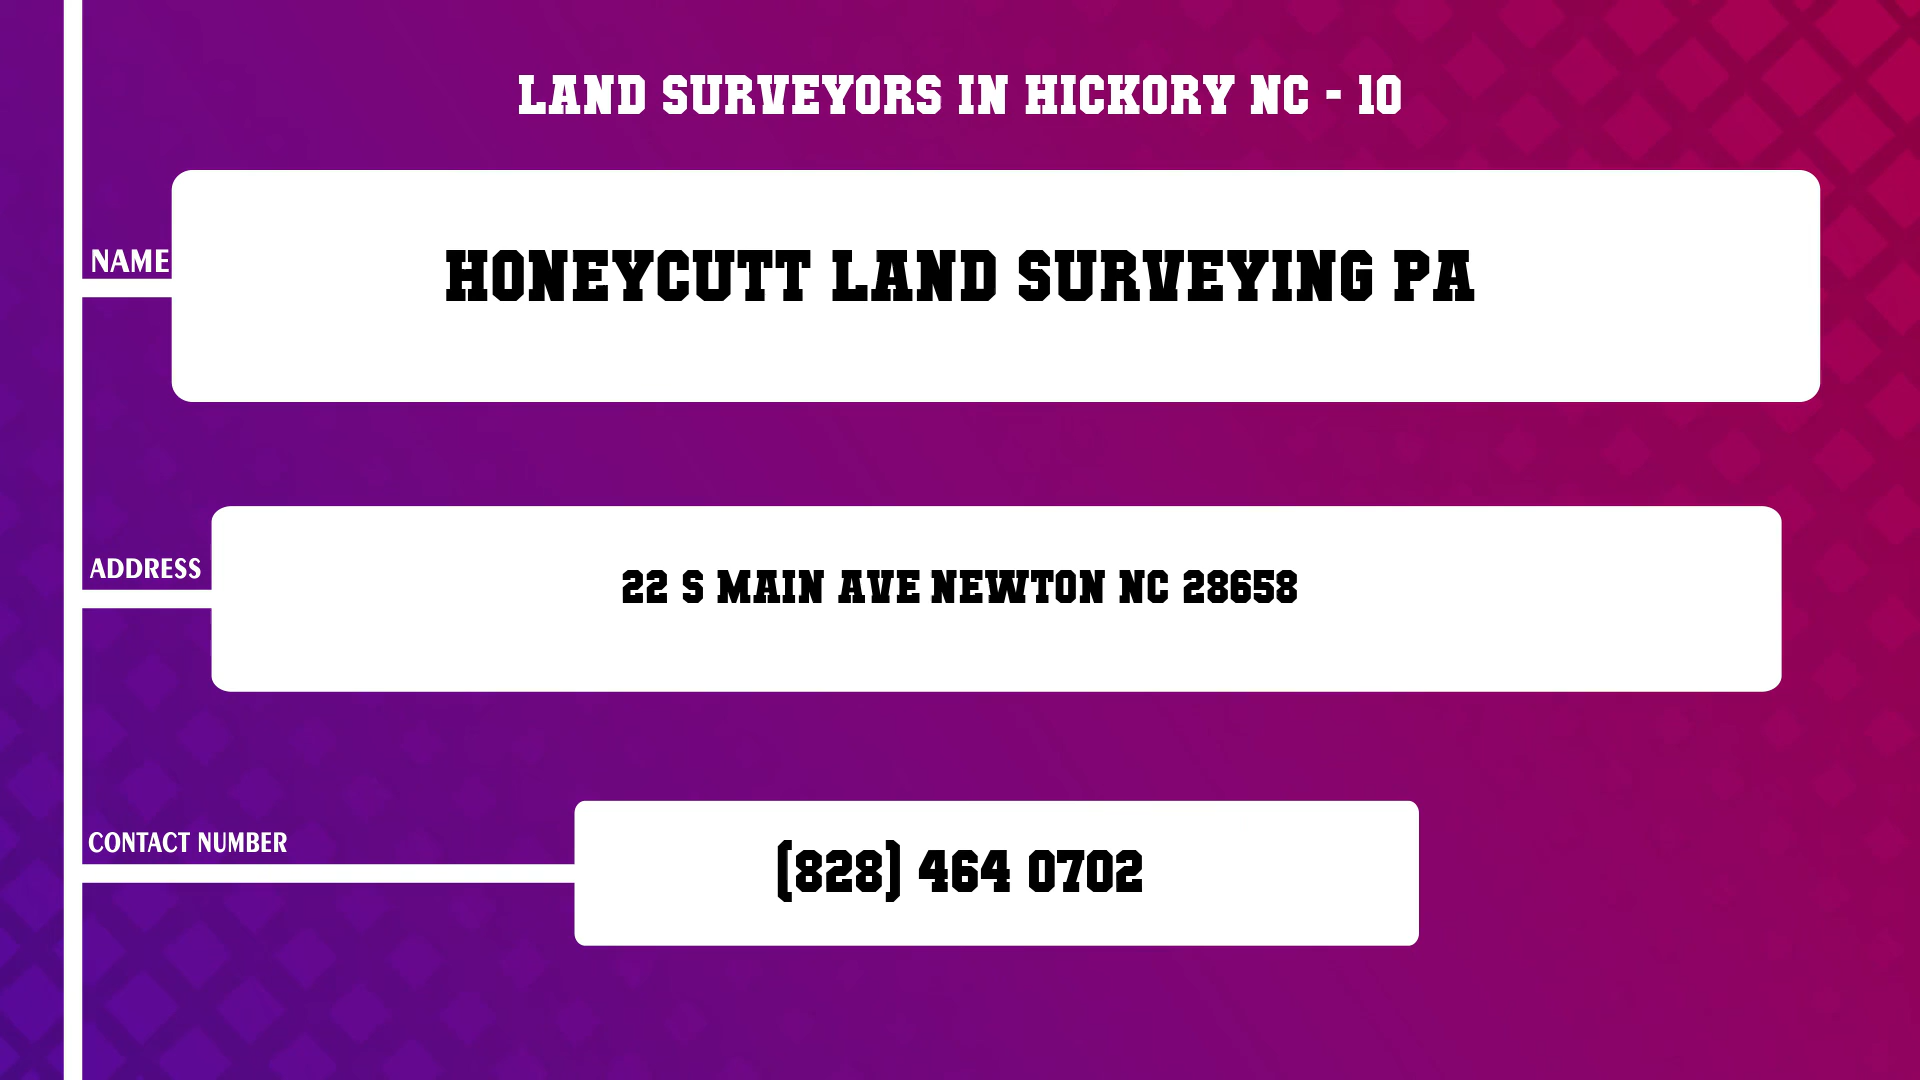 LAND SURVEYORS IN HICKORY NC - 10
NAME
HONEYCUTT LAND SURVEYING PA
ADDRESS
22 S MAIN AVE NEWTON NC 28658
CONTACT NUMBER
(828) 464 0702